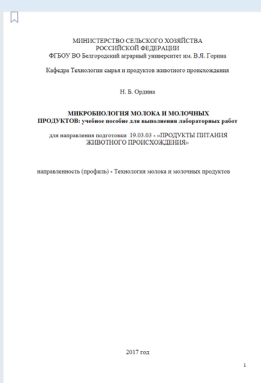 МИНИСТЕРСТВО СЕЛЬСКОГО ХОЗЯЙСТВА
РОССИЙСКОЙ ФЕДЕРАЦИИ
ФГБОУ ВО Белгородский аграрный университет им. В.Я. Горина
Кафедра Технологии сырья и продуктов животного происхождения
Н. Б. Ордина
МИКРОБИОЛОГИЯ МОЛОКА И МОЛОЧНЫХ
ПРОДУКТОВ: учебное пособие для выполнения лабораторных работ
для направления подготовки 19.03.03 - «ПРОДУКТЫ ПИТАНИЯ
ЖИВОТНОГО ПРОИСХОЖДЕНИЯ»
направленность (профиль) - Технология молока и молочных продуктов
2017 год
1